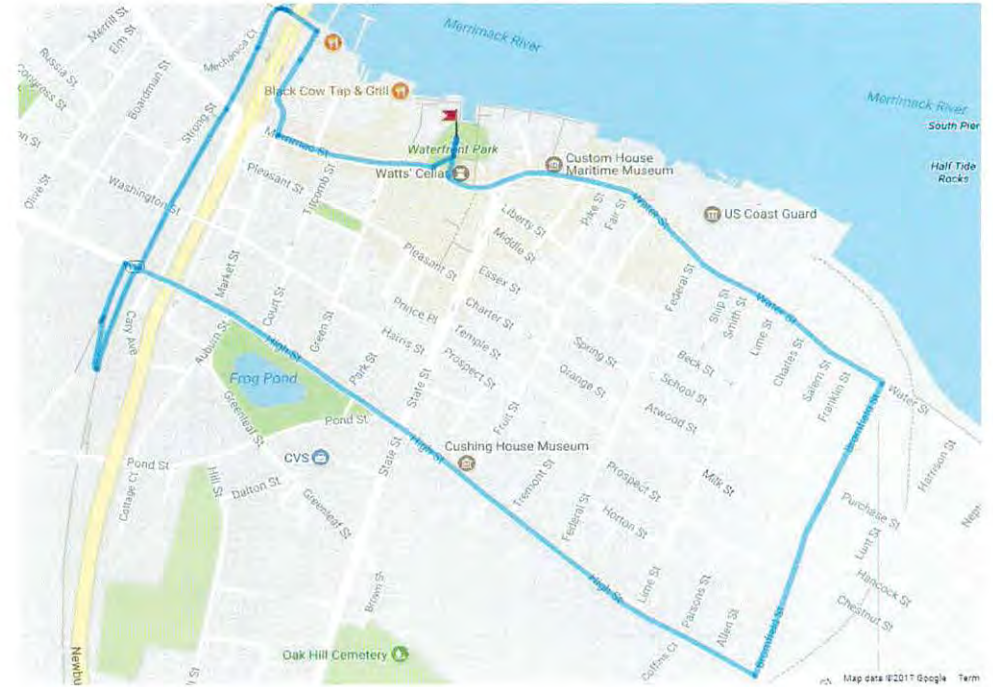 Merrill St
Elm St
Mechanica Ct
Merrimack River
Russia St
Congress St
Boardman St
Strong St
Black Cow Tap & Grill
Merrimack River
South Pier
Merrimac St
Waterfront Park
Half Tide
Rocks
Custom House
Maritime Museum
Watts' Cellar
Pleasant St
Titcomb St
Olive St
Washington St
Water St
US Coast Guard
Pike St
Fair St
Liberty St
Middle St
Pleasant St
Essex St
Federal St
Market St
Court St
Green St
Prince Pl
Charter St
Ship St
Smith St
Water St
Lime St
Cary Ave
Auburn St
High St
Harris St
Temple St
Spring St
Charles St
Beck St
Prospect St
Orange St
School St
Salem St
Franklin St
Frog Pond
Park St
State St
Water St
Bromfield St
Greenleaf St
Pond St
Fruit St
Atwood St
High St
Cushing House Museum
CVS
State St
Harrison St
Pond St
Cottage Ct
Hill St
Dalton St
Greenleaf St
Tremont St
Prospect St
Milk St
Federal St
Horton St
Purchase St
Lunt St
High St
Lime St
Parsons St
Hancock St
Chestnut St
Brown St
Allen St
Bromfield St
Coffins Ct
Oak Hill Cemetery
St
Map data ©2017 Google Term